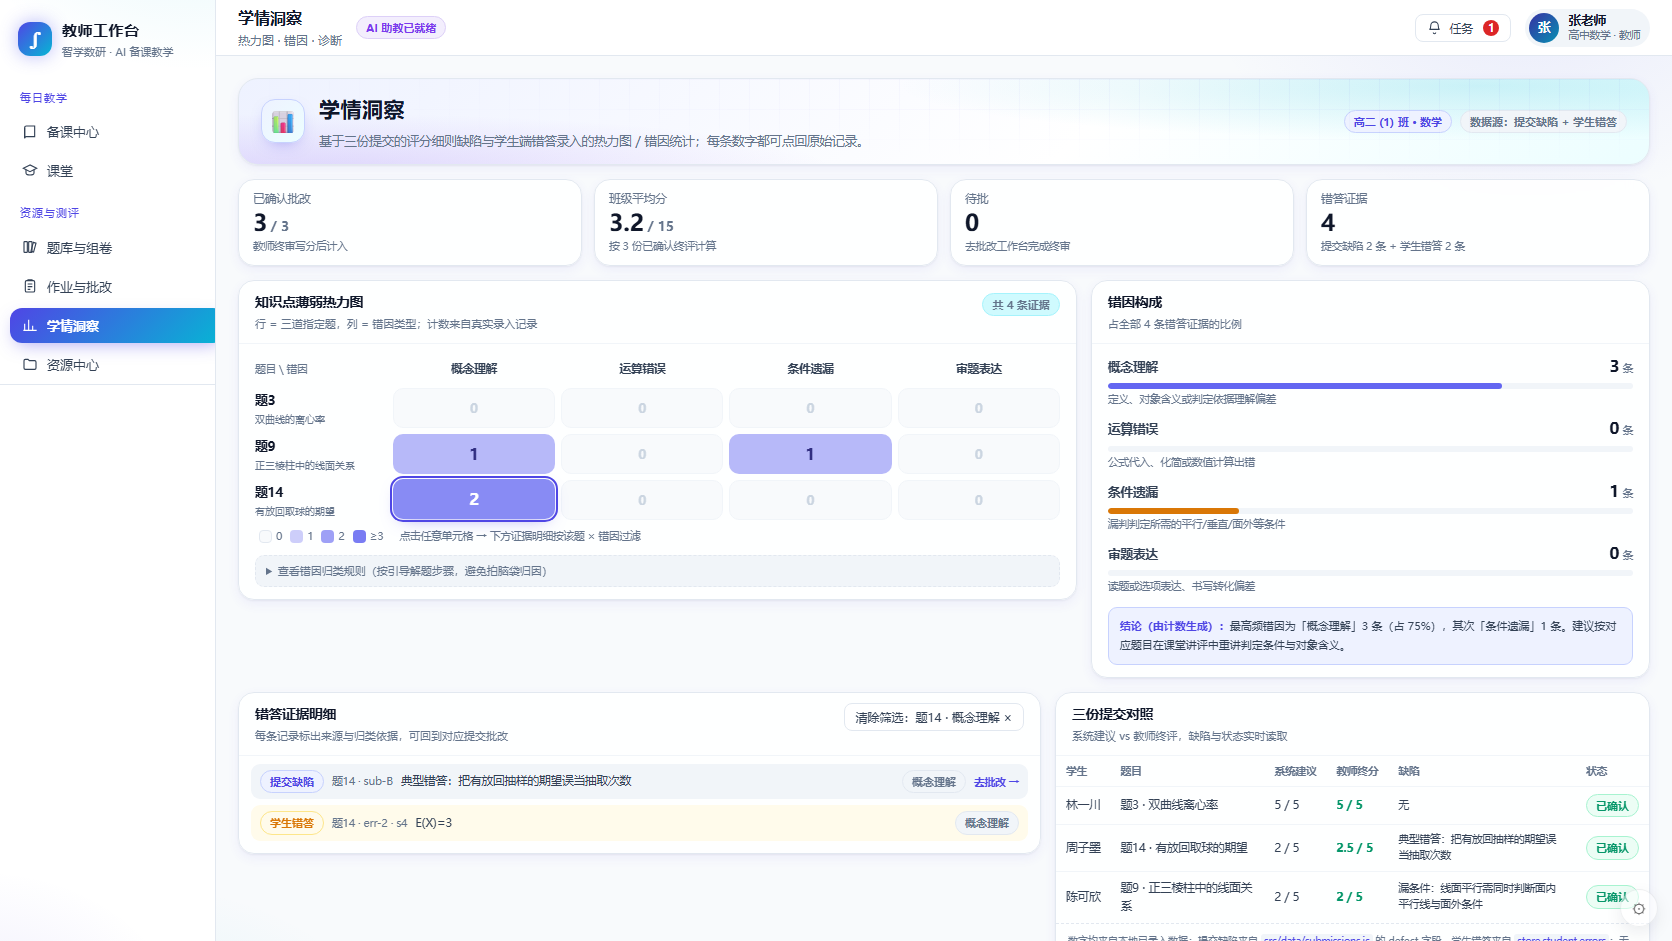 教师工作台
智学数研 · AI 备课教学
每日教学
备课中心
课堂
资源与测评
题库与组卷
作业与批改
学情洞察
资源中心
学情洞察
热力图 · 错因 · 诊断
AI 助教已就绪
任务 1
张
张老师
高中数学 · 教师
学情洞察
基于三份提交的评分细则缺陷与学生端错答录入的热力图 / 错因统计；每条数字都可点回原始记录。
高二 (1) 班 • 数学
数据源：提交缺陷 + 学生错答
已确认批改
3 / 3
教师终审写分后计入
班级平均分
3.2 / 15
按 3 份已确认终评计算
待批
0
去批改工作台完成终审
错答证据
4
提交缺陷 2 条 + 学生错答 2 条
知识点薄弱热力图
行 = 三道指定题，列 = 错因类型；计数来自真实录入记录
共 4 条证据
题目 \ 错因 概念理解 运算错误 条件遗漏 审题表达
题3
双曲线的离心率
0 0 0 0
题9
正三棱柱中的线面关系
1 0 1 0
题14
有放回取球的期望
2 0 0 0
0 1 2 ≥3 点击任意单元格 → 下方证据明细按该题 × 错因过滤
▶ 查看错因归类规则（按引导解题步骤，避免拍脑袋归因）
错因构成
占全部 4 条错答证据的比例
概念理解 3 条
定义、对象含义或判定依据理解偏差
运算错误 0 条
公式代入、化简或数值计算出错
条件遗漏 1 条
漏判判定所需的平行/垂直/面外等条件
审题表达 0 条
读题或选项表达、书写转化偏差
结论（由计数生成）：最高频错因为「概念理解」3 条（占 75%），其次「条件遗漏」1 条。建议按对
应题目在课堂讲评中重讲判定条件与对象含义。
错答证据明细
每条记录标出来源与归类依据，可回到对应提交批改
清除筛选：题14 · 概念理解 ×
提交缺陷 题14 · sub-B 典型错答：把有放回抽样的期望误当抽取次数 概念理解 去批改 →
学生错答 题14 · err-2 · s4 E(X)=3 概念理解
三份提交对照
系统建议 vs 教师终评，缺陷与状态实时读取
学生 题目 系统建议 教师终分 缺陷 状态
林一川 题3 · 双曲线离心率 5 / 5 5 / 5 无 已确认
周子墨 题14 · 有放回取球的期望 2 / 5 2.5 / 5 典型错答：把有放回抽样的期望误
当抽取次数 已确认
陈可欣 题9 · 正三棱柱中的线面关
系 2 / 5 2 / 5 漏条件：线面平行需同时判断面内
平行线与面外条件 已确认